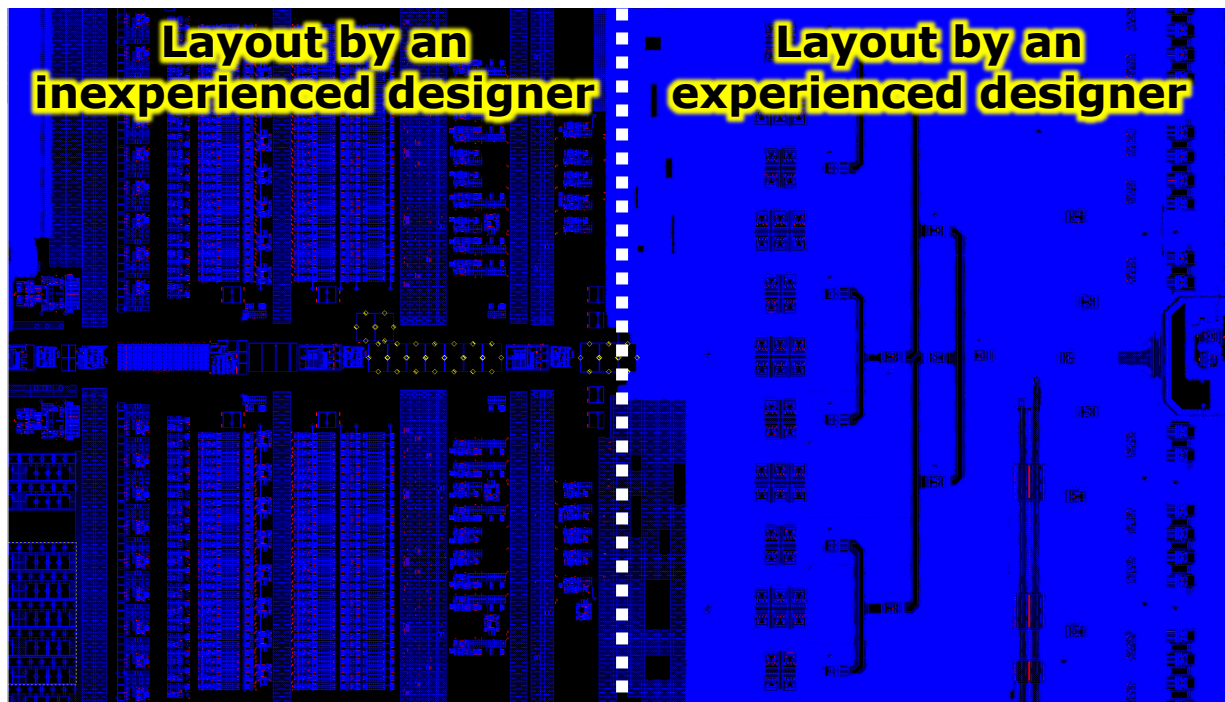 Layout by an
inexperienced designer
Layout by an
experienced designer